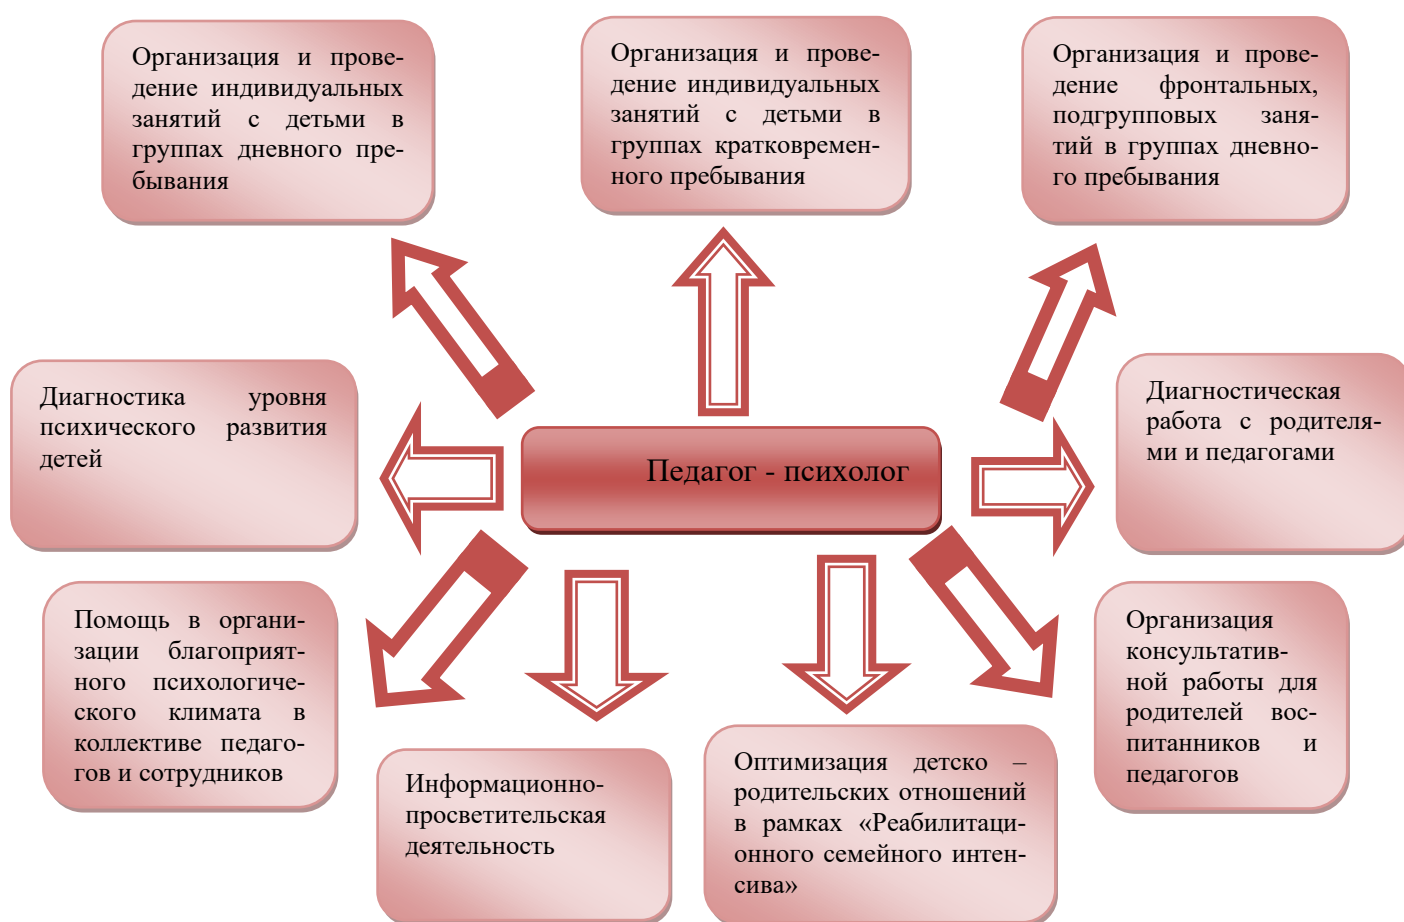 Организация и прове-
дение индивидуальных
занятий с детьми в
группах дневного пре-
бывания
Организация и прове-
дение индивидуальных
занятий с детьми в
группах кратковремен-
ного пребывания
Организация и прове-
дение фронтальных,
подгрупповых заня-
тий в группах дневно-
го пребывания
Диагностика уровня
психического развития
детей
Педагог - психолог
Диагностическая
работа с родителя-
ми и педагогами
Помощь в органи-
зации благоприят-
ного психологиче-
ского климата в
коллективе педаго-
гов и сотрудников
Информационно-
просветительская
деятельность
Оптимизация детско –
родительских отношений
в рамках «Реабилитаци-
онного семейного интен-
сива»
Организация
консультатив-
ной работы для
родителей вос-
питанников и
педагогов